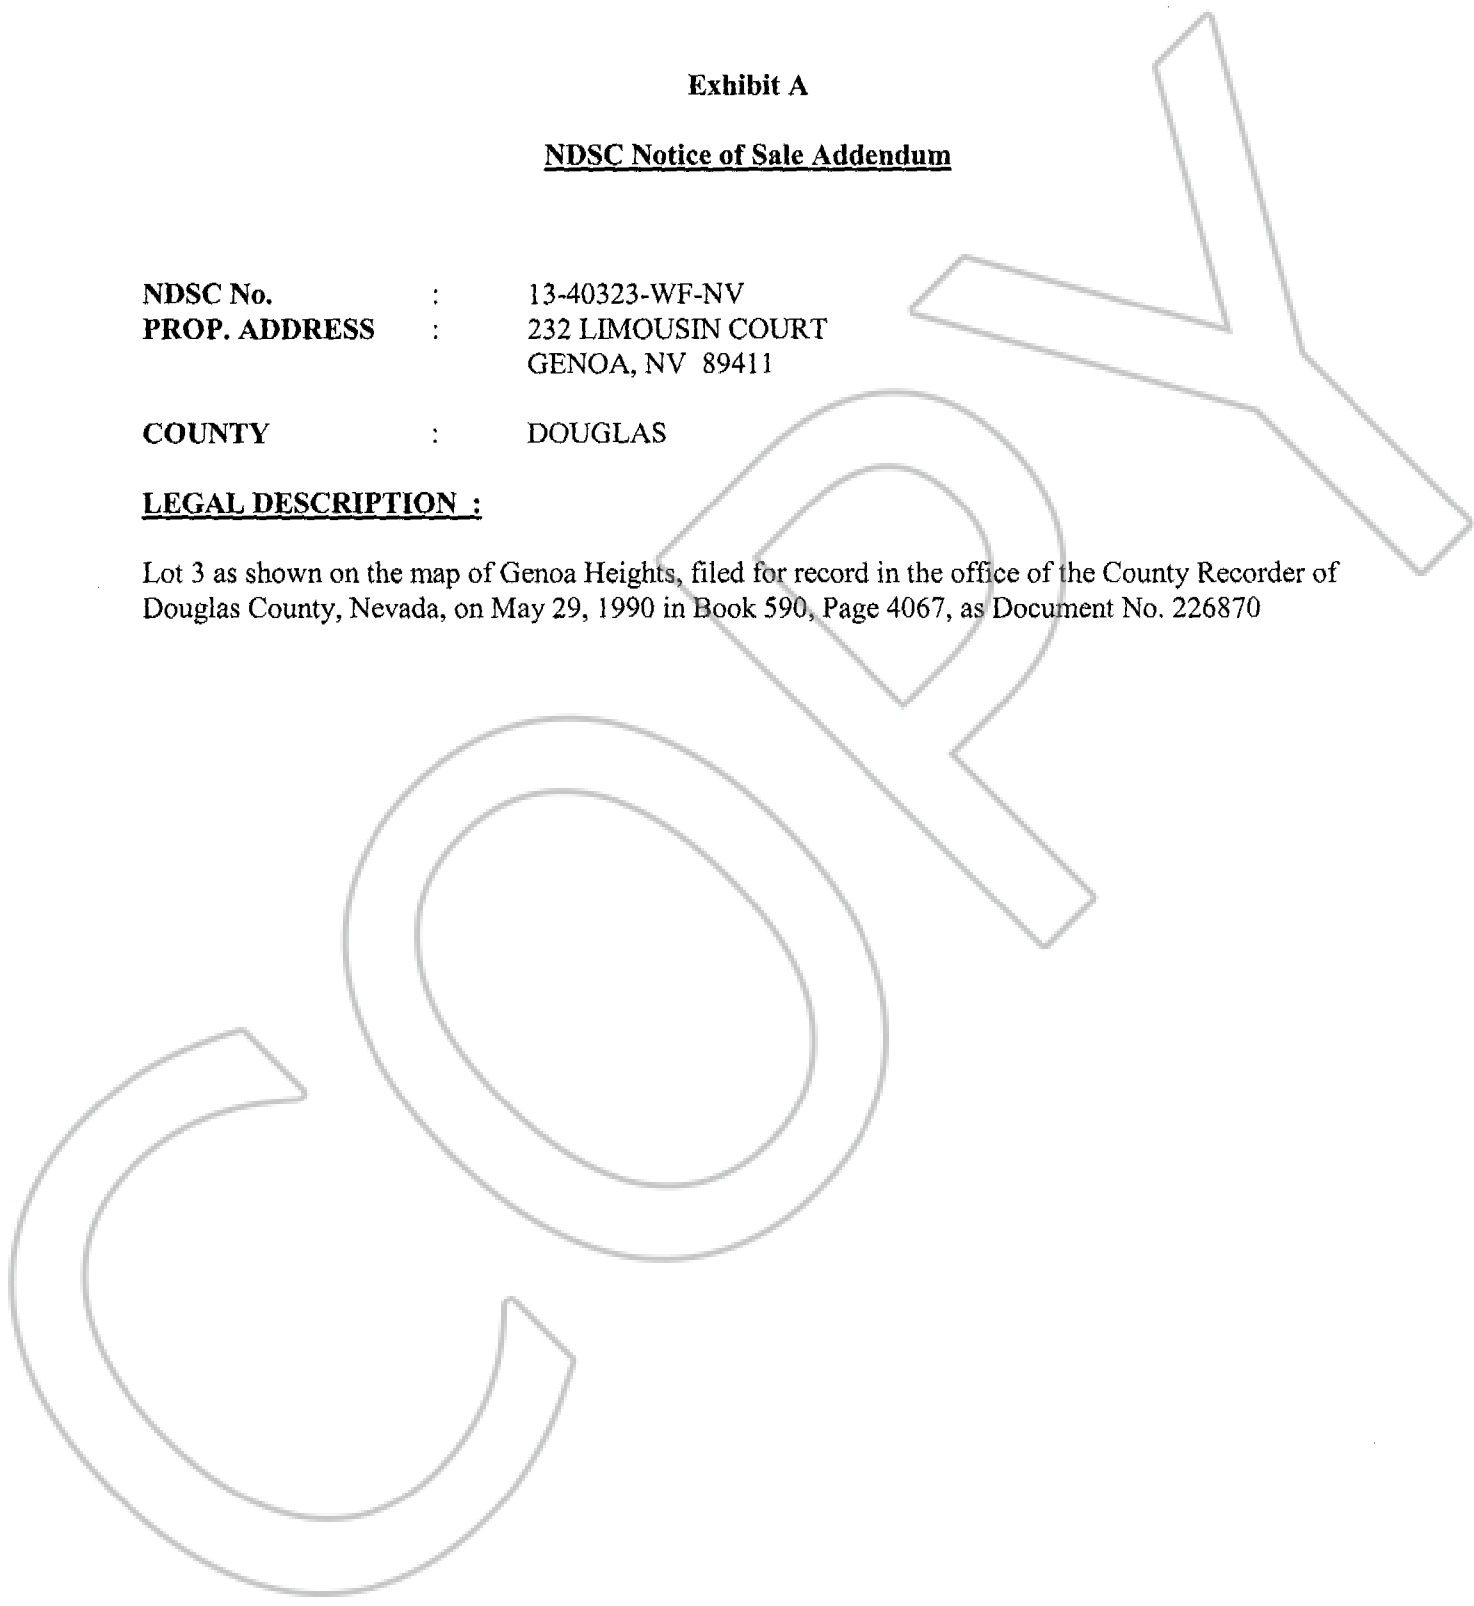 Exhibit A
NDSC Notice of Sale Addendum
NDSC No. : 13-40323-WF-NV
PROP. ADDRESS : 232 LIMOUSIN COURT
GENOA, NV 89411
COUNTY : DOUGLAS
LEGAL DESCRIPTION :
Lot 3 as shown on the map of Genoa Heights, filed for record in the office of the County Recorder of
Douglas County, Nevada, on May 29, 1990 in Book 590, Page 4067, as Document No. 226870
COPY